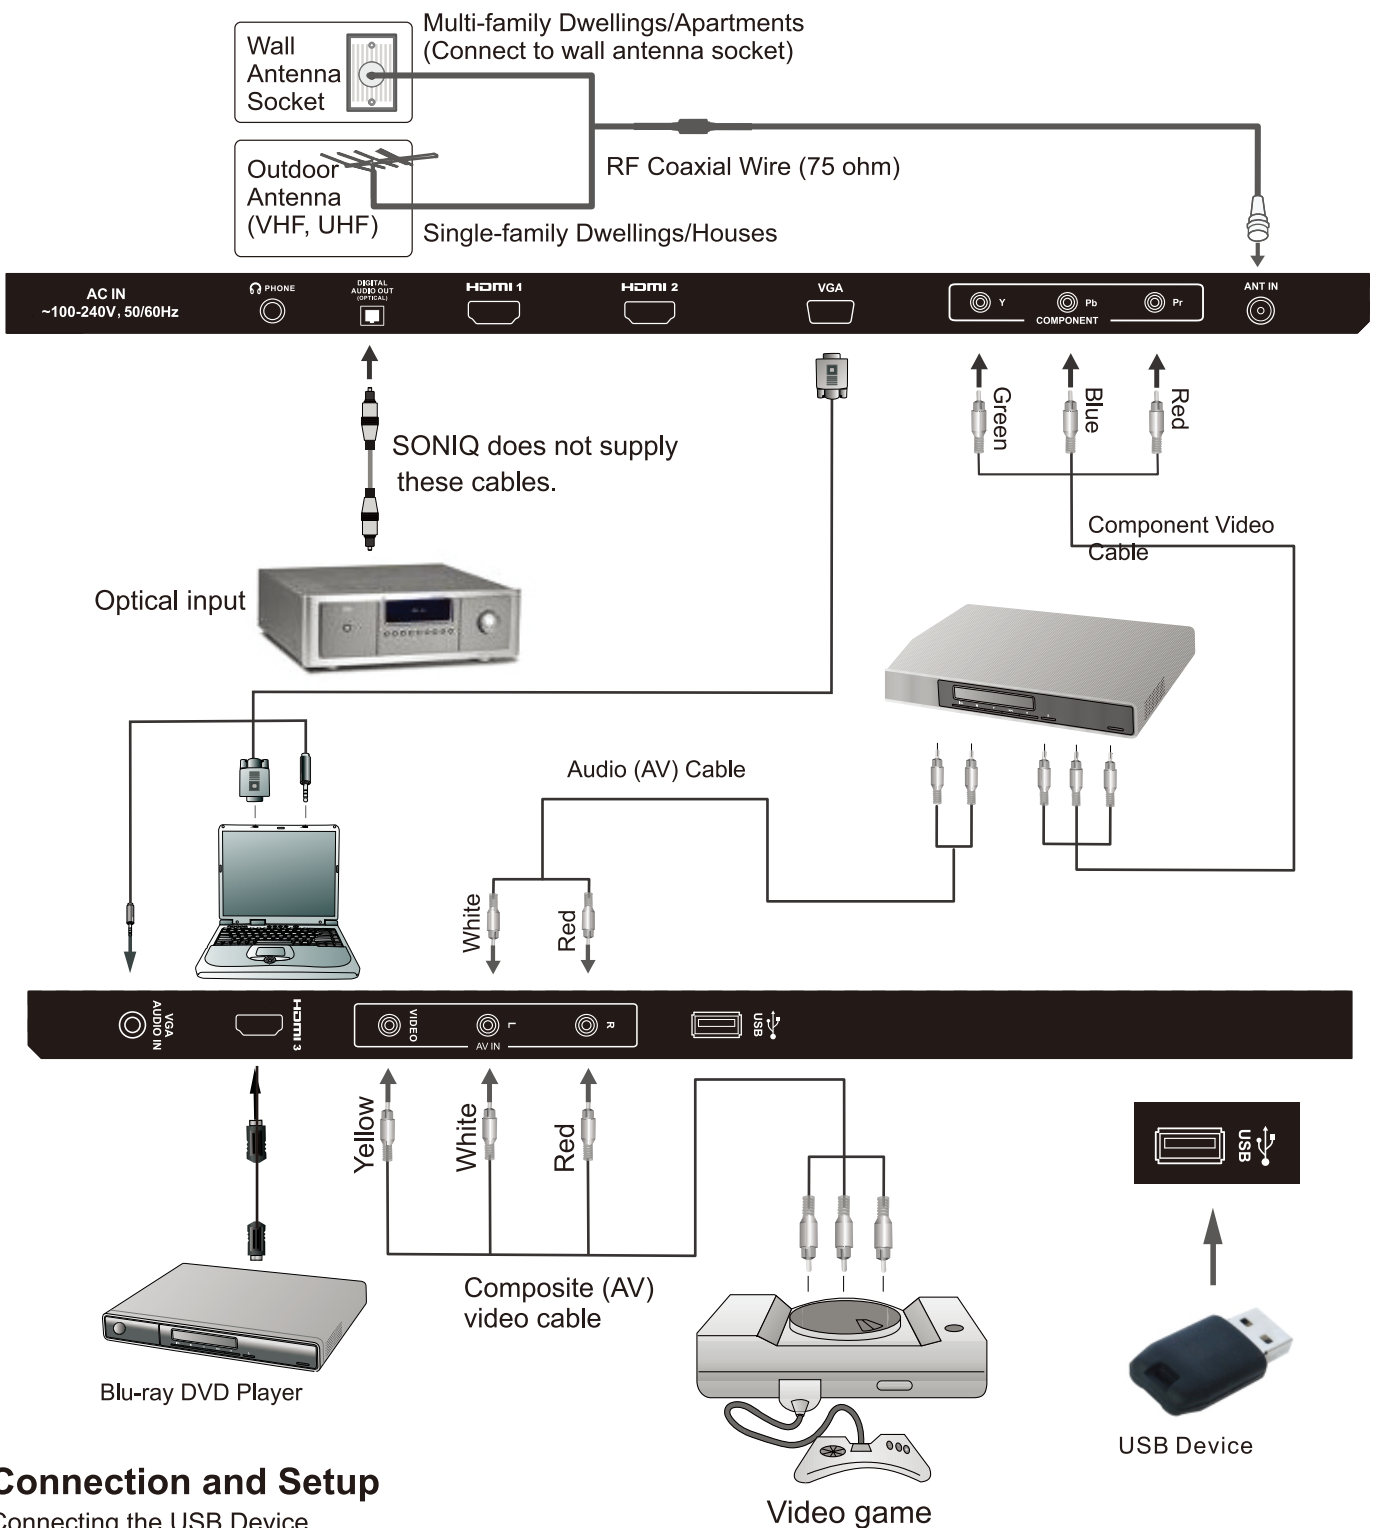 Multi-family Dwellings/Apartments
(Connect to wall antenna socket)
Wall
Antenna
Socket
RF Coaxial Wire (75 ohm)
Outdoor
Antenna
(VHF, UHF)
Single-family Dwellings/Houses
AC IN
~100-240V, 50/60Hz
PHONE
DIGITAL
AUDIO OUT
(OPTICAL)
HDMI 1
HDMI 2
VGA
Y
Pb
Pr
COMPONENT
ANT IN
Green
Blue
Red
SONIQ does not supply
these cables.
Component Video
Cable
Optical input
Audio (AV) Cable
White
Red
VGA
AUDIO IN
HDMI 3
VIDEO
L
R
AV IN
USB
Yellow
White
Red
USB
Composite (AV)
video cable
Blu-ray DVD Player
USB Device
Connection and Setup
Video game
Connecting the USB Device